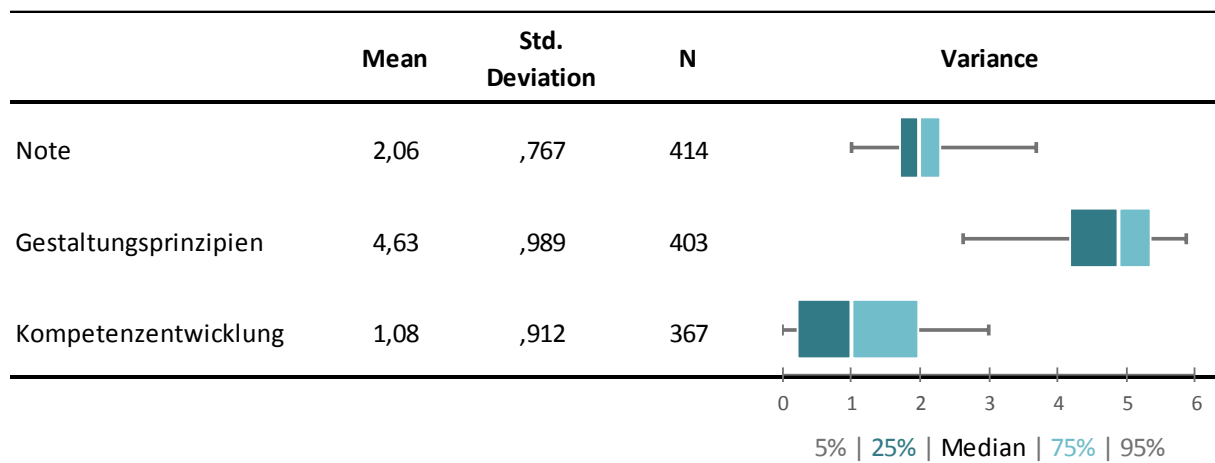 Mean Std. Deviation N Variance
Note 2,06 ,767 414
Gestaltungsprinzipien 4,63 ,989 403
Kompetenzentwicklung 1,08 ,912 367
0 1 2 3 4 5 6
5% | 25% | Median | 75% | 95%